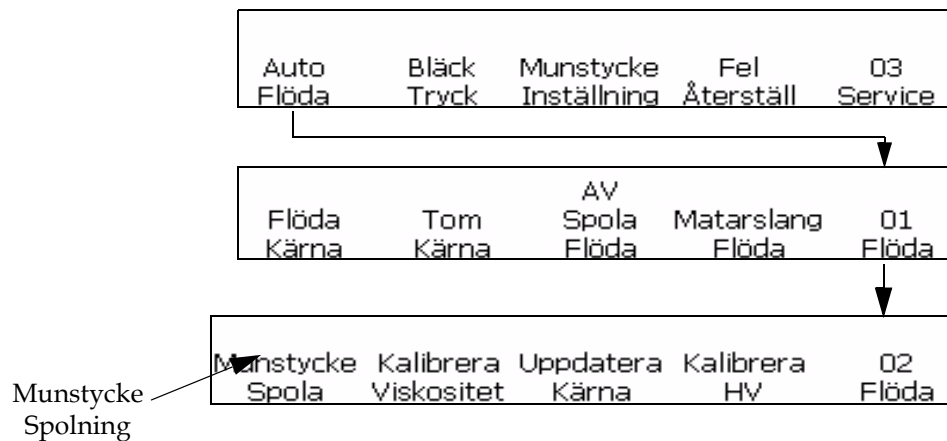 Auto Bläck Munstycke Fel 03
Flöda Tryck Inställning Återställ Service
AV
Flöda Tom Spola Matarslang 01
Kärna Kärna Flöda Flöda Flöda
Munstycke Kalibrera Uppdatera Kalibrera 02
Spola Viskositet Kärna HV Flöda
Munstycke
Spolning